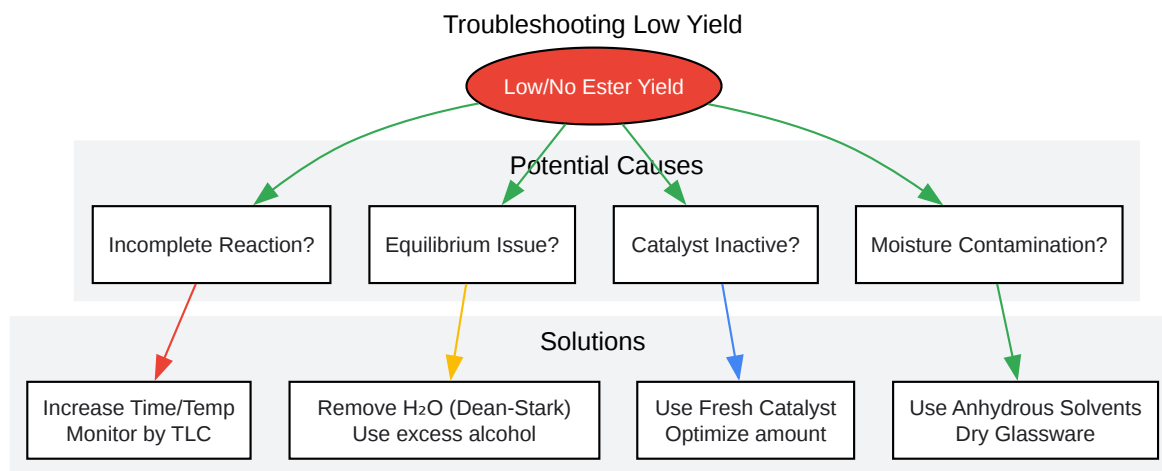 Troubleshooting Low Yield
Low/No Ester Yield
Potential Causes
Incomplete Reaction?
Equilibrium Issue?
Catalyst Inactive?
Moisture Contamination?
Solutions
Increase Time/Temp
Monitor by TLC
Remove H₂O (Dean-Stark)
Use excess alcohol
Use Fresh Catalyst
Optimize amount
Use Anhydrous Solvents
Dry Glassware